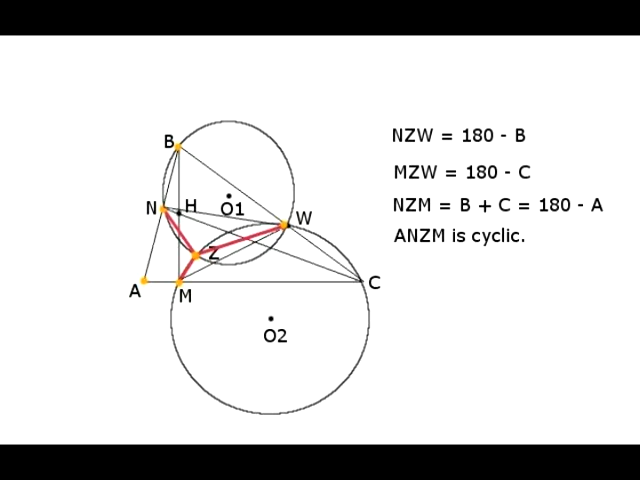 B
NZW = 180 - B
MZW = 180 - C
NZM = B + C = 180 - A
ANZM is cyclic.
N H O1 W
Z
A M C
O2